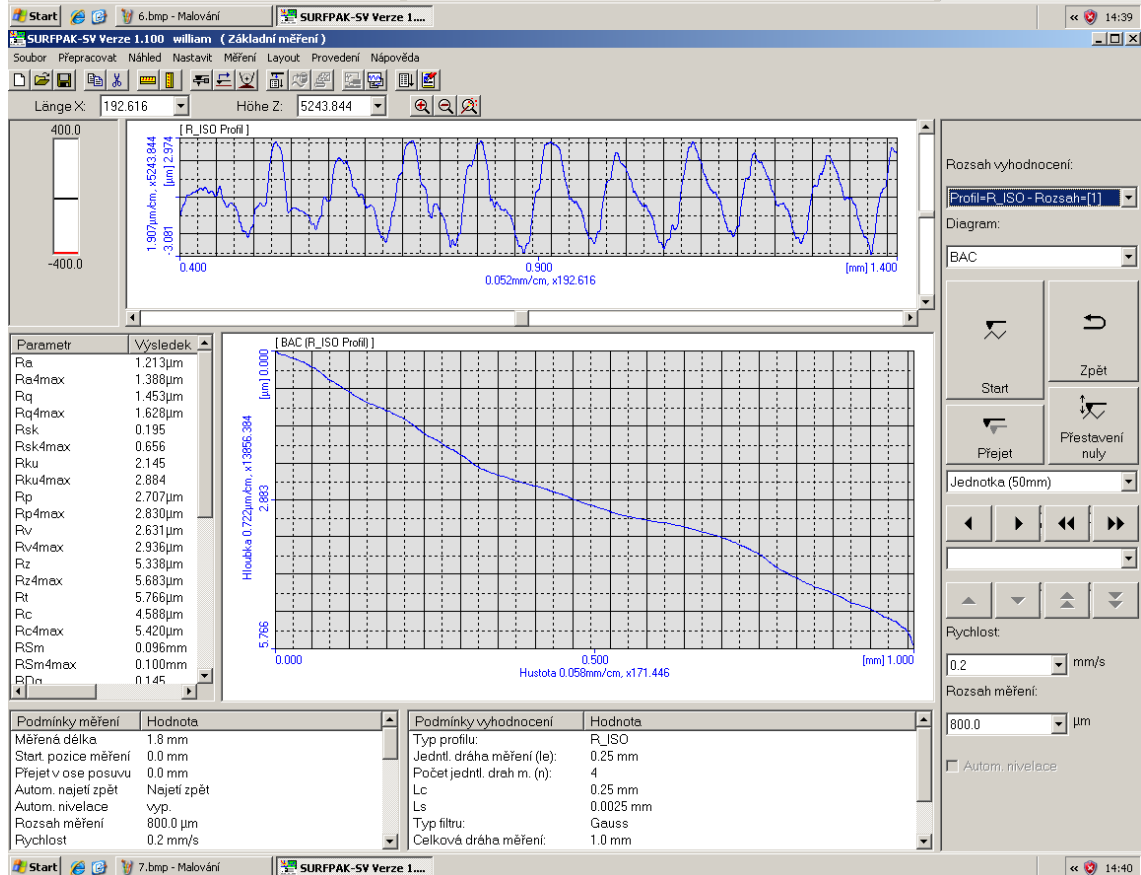 Start 6.bmp - Malování SURFPAK-SV Verze 1.... « 14:39
SURFPAK-SV Verze 1.100 william ( Základní měření )
Soubor Přepracovat Náhled Nastavit Měření Layout Provedení Nápověda
Länge X: 192.616 Höhe Z: 5243.844
400.0
-400.0
[ R_ISO Profil ]
1.907µm/cm, x5243.844
-3.081 [µm] 2.974
0.400 0.900 [mm] 1.400
0.052mm/cm, x192.616
Parametr Výsledek
Ra 1.213µm
Ra4max 1.388µm
Rq 1.453µm
Rq4max 1.628µm
Rsk 0.195
Rsk4max 0.656
Rku 2.145
Rku4max 2.884
Rp 2.707µm
Rp4max 2.830µm
Rv 2.631µm
Rv4max 2.936µm
Rz 5.338µm
Rz4max 5.683µm
Rt 5.766µm
Rc 4.588µm
Rc4max 5.420µm
RSm 0.096mm
RSm4max 0.100mm
RDq 0.145
[ BAC (R_ISO Profil) ]
Hloubka 0.722µm/cm, x13856.384
5.766 2.883 [µm] 0.000
0.000 0.500 [mm] 1.000
Hustota 0.058mm/cm, x171.446
Rozsah vyhodnocení:
Profil=R_ISO - Rozsah=[1]
Diagram:
BAC
Start
Zpět
Přejet
Přestavení
nuly
Jednotka (50mm)
Rychlost:
0.2 mm/s
Rozsah měření:
800.0 µm
Autom. nivelace
Podmínky měření Hodnota
Měřená délka 1.8 mm
Start. pozice měření 0.0 mm
Přejet v ose posuvu 0.0 mm
Autom. najetí zpět Najetí zpět
Autom. nivelace vyp.
Rozsah měření 800.0 µm
Rychlost 0.2 mm/s
Podmínky vyhodnocení Hodnota
Typ profilu: R_ISO
Jedntl. dráha měření (le): 0.25 mm
Počet jedntl. drah m. (n): 4
Lc 0.25 mm
Ls 0.0025 mm
Typ filtru: Gauss
Celková dráha měření: 1.0 mm
Start 7.bmp - Malování SURFPAK-SV Verze 1.... « 14:40